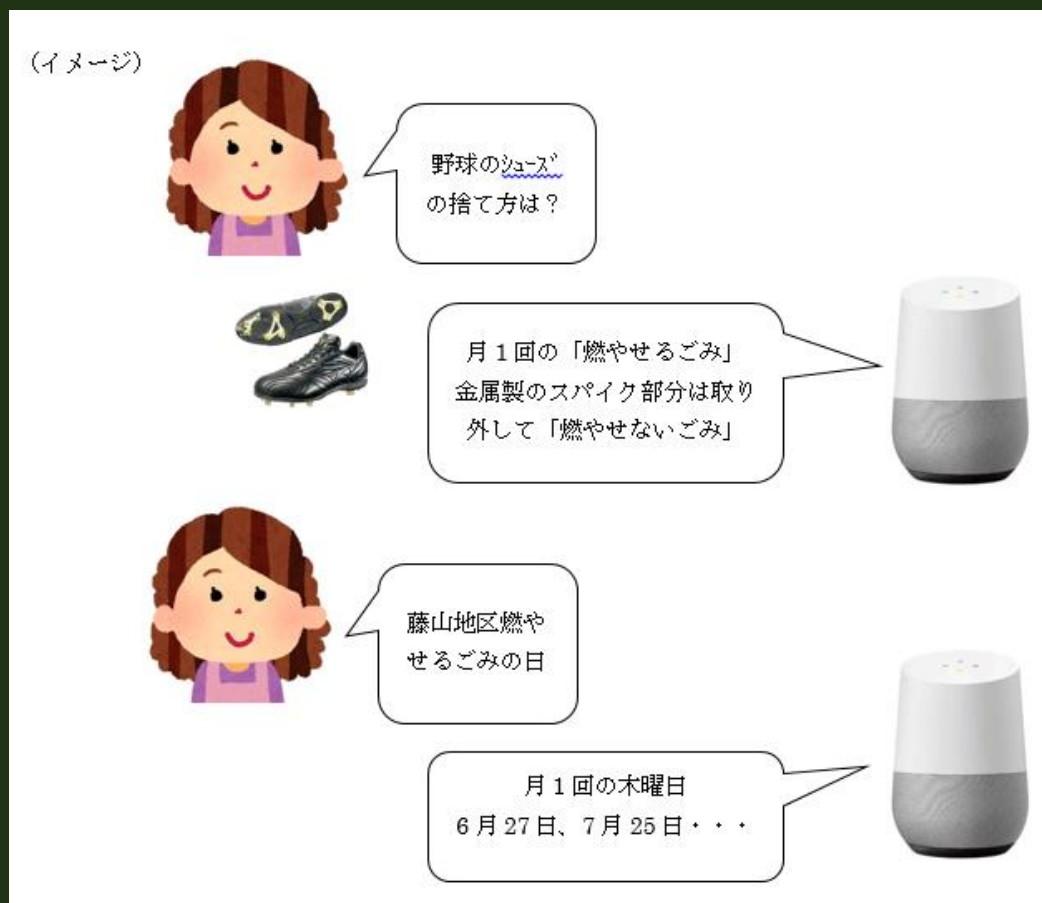 （イメージ）
野球のｼｭｰｽﾞ
の捨て方は？
月１回の「燃やせるごみ」
金属製のスパイク部分は取り
外して「燃やせないごみ」
藤山地区燃や
せるごみの日
月１回の木曜日
６月27日、７月25日・・・